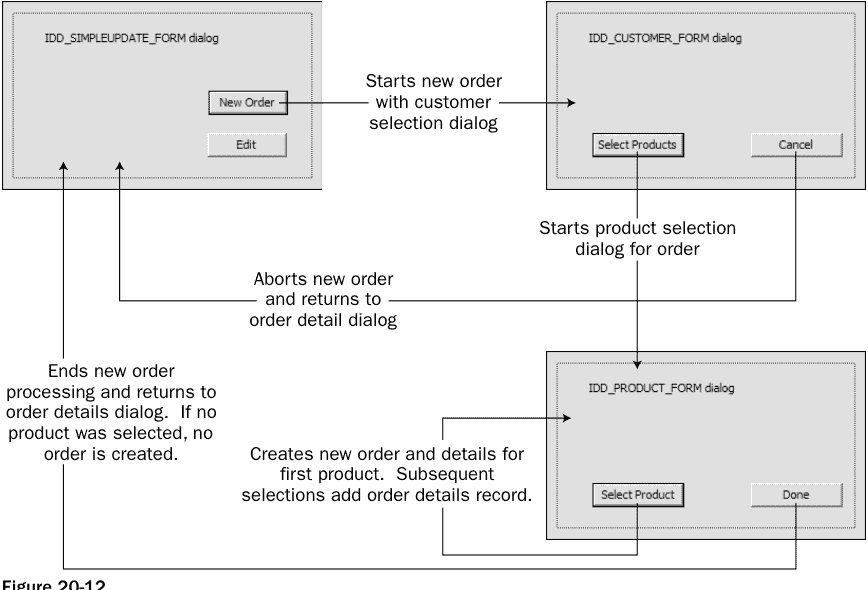 IDD_SIMPLEUPDATE_FORM dialog
New Order
Edit
Starts new order
with customer
selection dialog
IDD_CUSTOMER_FORM dialog
Select Products
Cancel
Starts product selection
dialog for order
Aborts new order
and returns to
order detail dialog
Ends new order
processing and returns to
order details dialog. If no
product was selected, no
order is created.
Creates new order and details for
first product. Subsequent
selections add order details record.
IDD_PRODUCT_FORM dialog
Select Product
Done
Figure 20-12